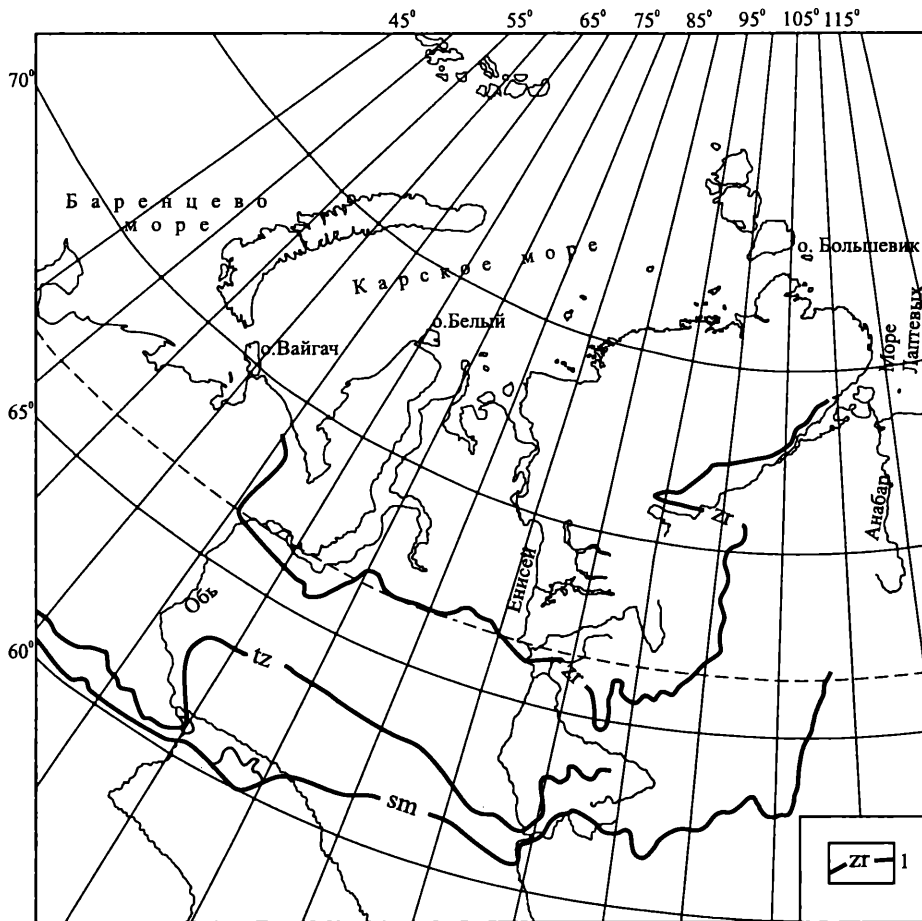 45° 55° 65° 75° 85° 95° 105° 115°
70°
Баренцево
море
о. Большевик
Карское море
о.Белый
Море
Лаптевых
о.Вайгач
65°
zr
Анабар
Енисей
Обь
60°
tz
zr
sm
zr 1